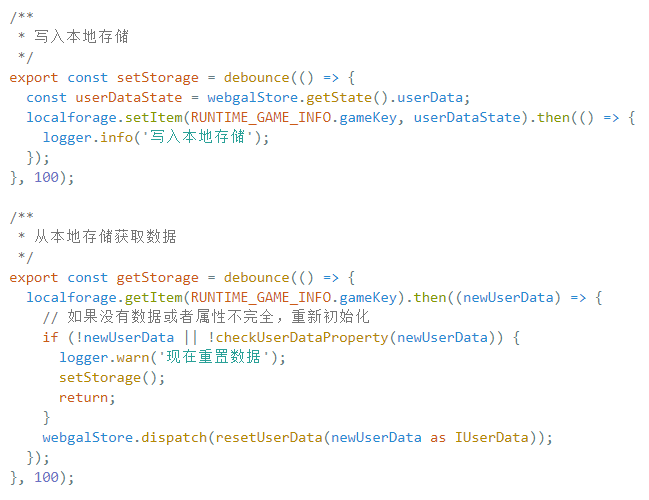 /**
 * 写入本地存储
 */
export const setStorage = debounce(() => {
  const userDataState = webgalStore.getState().userData;
  localforage.setItem(RUNTIME_GAME_INFO.gameKey, userDataState).then(() => {
    logger.info('写入本地存储');
  });
}, 100);

/**
 * 从本地存储获取数据
 */
export const getStorage = debounce(() => {
  localforage.getItem(RUNTIME_GAME_INFO.gameKey).then((newUserData) => {
    // 如果没有数据或者属性不完全，重新初始化
    if (!newUserData || !checkUserDataProperty(newUserData)) {
      logger.warn('现在重置数据');
      setStorage();
      return;
    }
    webgalStore.dispatch(resetUserData(newUserData as IUserData));
  });
}, 100);